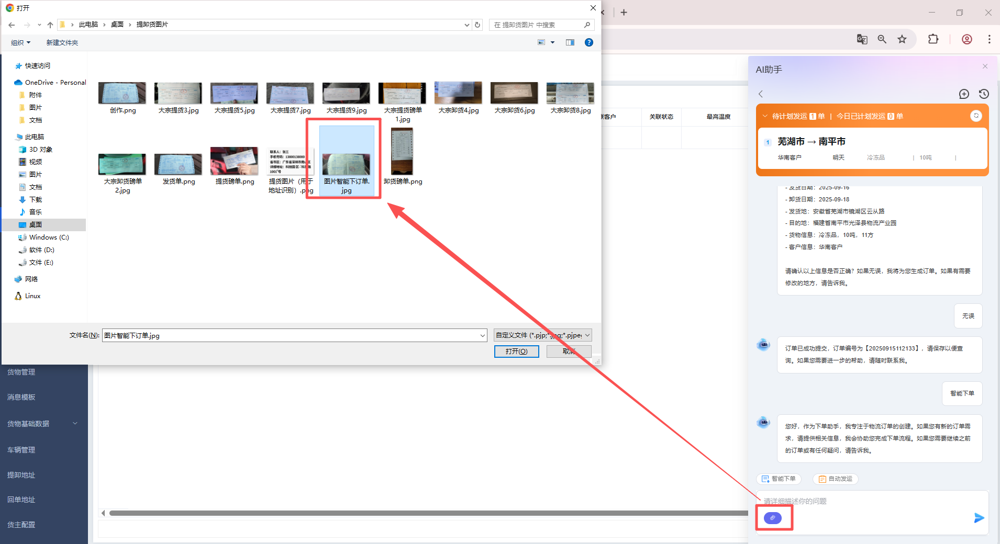 打开
此电脑 › 桌面 › 提卸货图片
在 提卸货图片 中搜索
组织
新建文件夹
快速访问
OneDrive - Personal
附件
图片
文档
此电脑
3D 对象
视频
图片
文档
下载
音乐
桌面
Windows (C:)
软件 (D:)
文件 (E:)
网络
Linux
创作.png
大宗提货3.jpg
大宗提货5.jpg
大宗提货7.jpg
大宗提货9.jpg
大宗提货磅单
1.jpg
大宗卸货4.jpg
大宗卸货6.jpg
大宗卸货8.jpg
联系人：张三
手机号码：13800138000
省市区：广东省深圳市南山区
详细地址：科技园
1001号
大宗卸货磅单
2.jpg
发货单.png
提货磅单.png
提货图片（用于
地址识别）.png
图片智能下订单.
jpg
卸货磅单.png
文件名(N):
图片智能下订单.jpg
自定义文件 (*.pjp;*.jpg;*.pjpe
打开(O)
取消
货物管理
消息模板
货物基础数据
车辆管理
提卸地址
回单地址
货主配置
客户
关联状态
最高温度
AI助手
待计划发运 1 单 | 今日已计划发运 0 单
1 芜湖市 → 南平市
华南客户 明天 冷冻品 | 10吨 |
- 发货日期：2025-09-16
- 卸货日期：2025-09-18
- 发货地：安徽省芜湖市镜湖区云从路
- 目的地：福建省南平市光泽县物流产业园
- 货物信息：冷冻品，10吨，11方
- 客户信息：华南客户
请确认以上信息是否正确？如果无误，我将为您生成订单。如果有需要
修改的地方，请告诉我。
无误
订单已成功提交，订单编号为【20250915112133】，请保存以便查
询。如果您需要进一步的帮助，请随时联系我。
智能下单
您好，作为下单助手，我专注于物流订单的创建。如果您有新的订单需
求，请提供相关信息，我会协助您完成下单流程。如果您需要继续之前
的订单或有任何疑问，请告诉我。
智能下单
自动发运
请详细描述你的问题